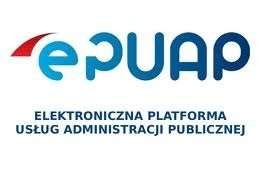 ePUAP
ELEKTRONICZNA PLATFORMA
USŁUG ADMINISTRACJI PUBLICZNEJ